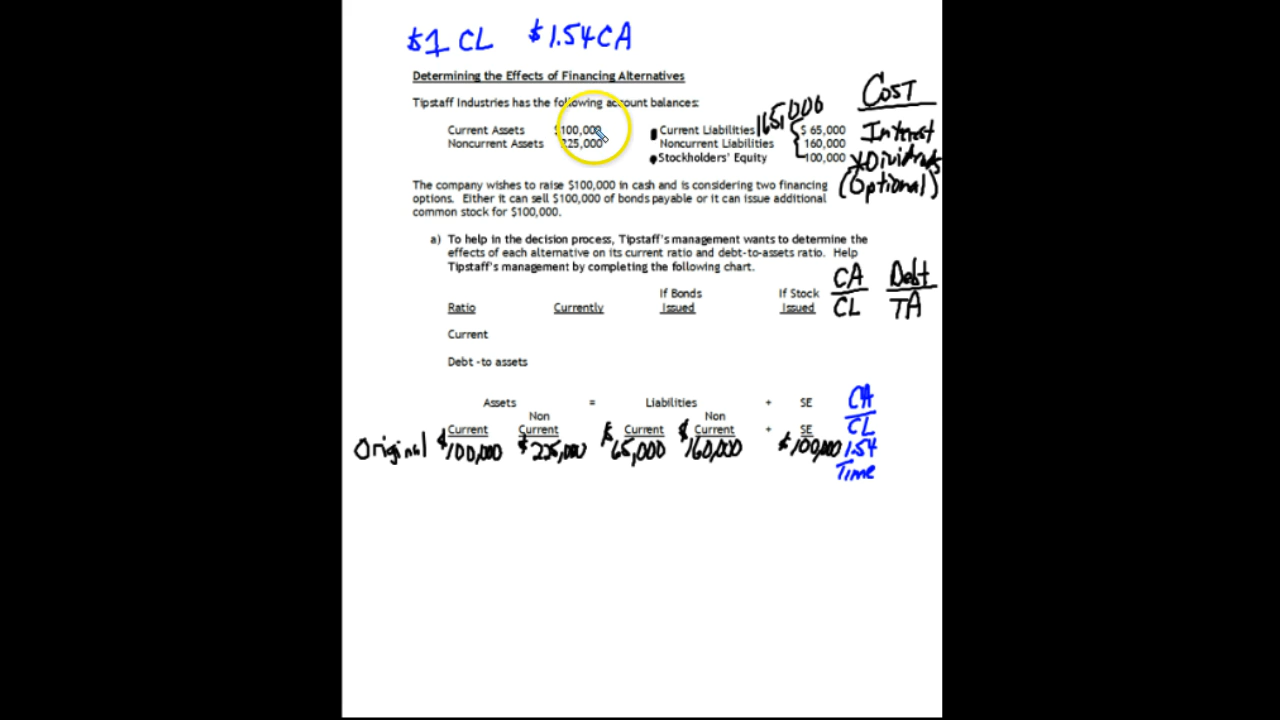 $1 CL $1.54 CA
Determining the Effects of Financing Alternatives
Tipstaff Industries has the following account balances:
165,000
Cost
Current Assets $100,000 Current Liabilities $ 65,000 Interest
Noncurrent Assets 225,000 Noncurrent Liabilities 160,000
Stockholders' Equity 100,000 Dividends
(Optional)
The company wishes to raise $100,000 in cash and is considering two financing
options. Either it can sell $100,000 of bonds payable or it can issue additional
common stock for $100,000.
a) To help in the decision process, Tipstaff's management wants to determine the
effects of each alternative on its current ratio and debt-to-assets ratio. Help
Tipstaff's management by completing the following chart.
CA Debt
CL TA
If Bonds If Stock
Ratio Currently Issued Issued
Current
Debt -to assets
Assets = Liabilities + SE CA
Non Non
Current Current Current Current + SE CL
Original $100,000 $225,000 $65,000 $160,000 $100,000 1.54
Time